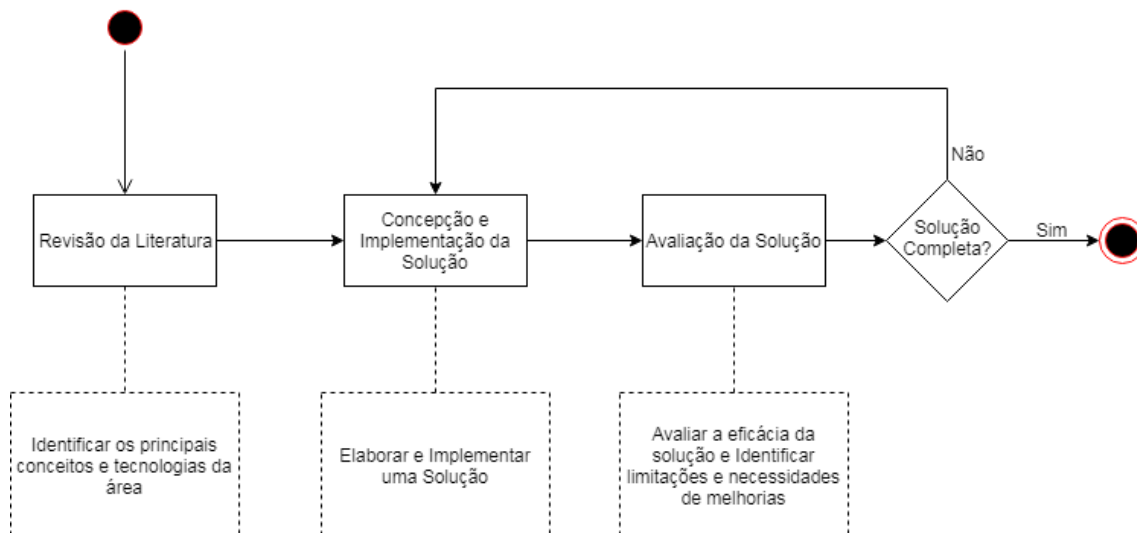 Não
Revisão da Literatura
Concepção e
Implementação da
Solução
Avaliação da Solução
Solução
Completa?
Sim
Identificar os principais
conceitos e tecnologias da
área
Elaborar e Implementar
uma Solução
Avaliar a eficácia da
solução e Identificar
limitações e necessidades
de melhorias